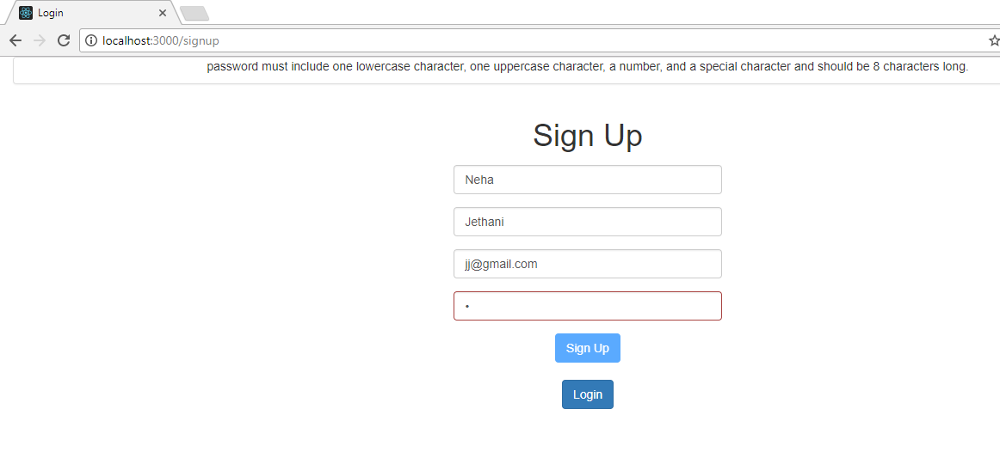 Login
localhost:3000/signup
password must include one lowercase character, one uppercase character, a number, and a special character and should be 8 characters long.
Sign Up
Neha
Jethani
jj@gmail.com
•
Sign Up
Login